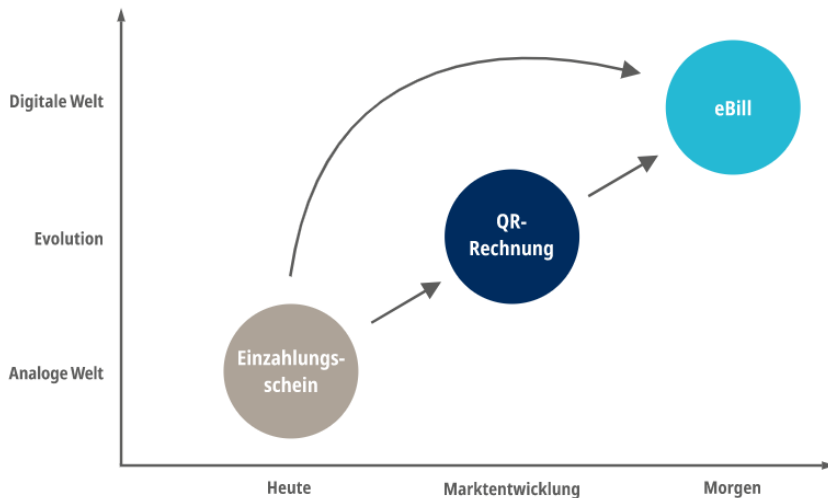 Digitale Welt
eBill
Evolution
QR-
Rechnung
Analoge Welt
Einzahlungs-
schein
Heute
Marktentwicklung
Morgen